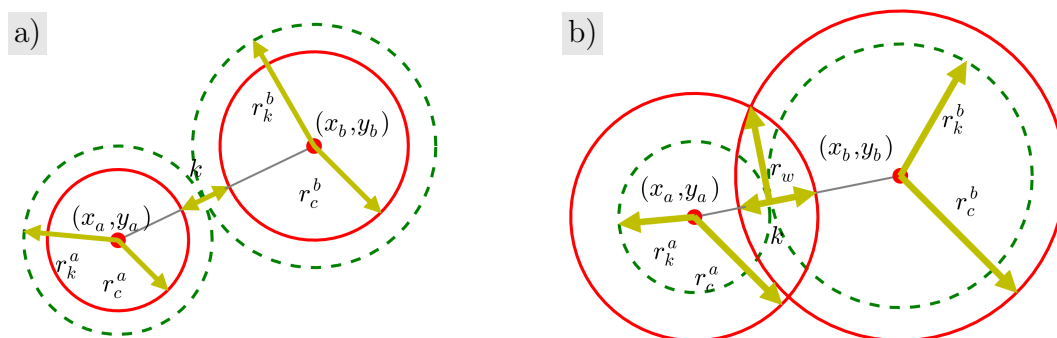 a)
r_k^b
(x_b,y_b)
k
r_c^b
(x_a,y_a)
r_k^a
r_c^a
b)
r_k^b
(x_b,y_b)
r_w
(x_a,y_a)
r_c^b
k
r_k^a
r_c^a